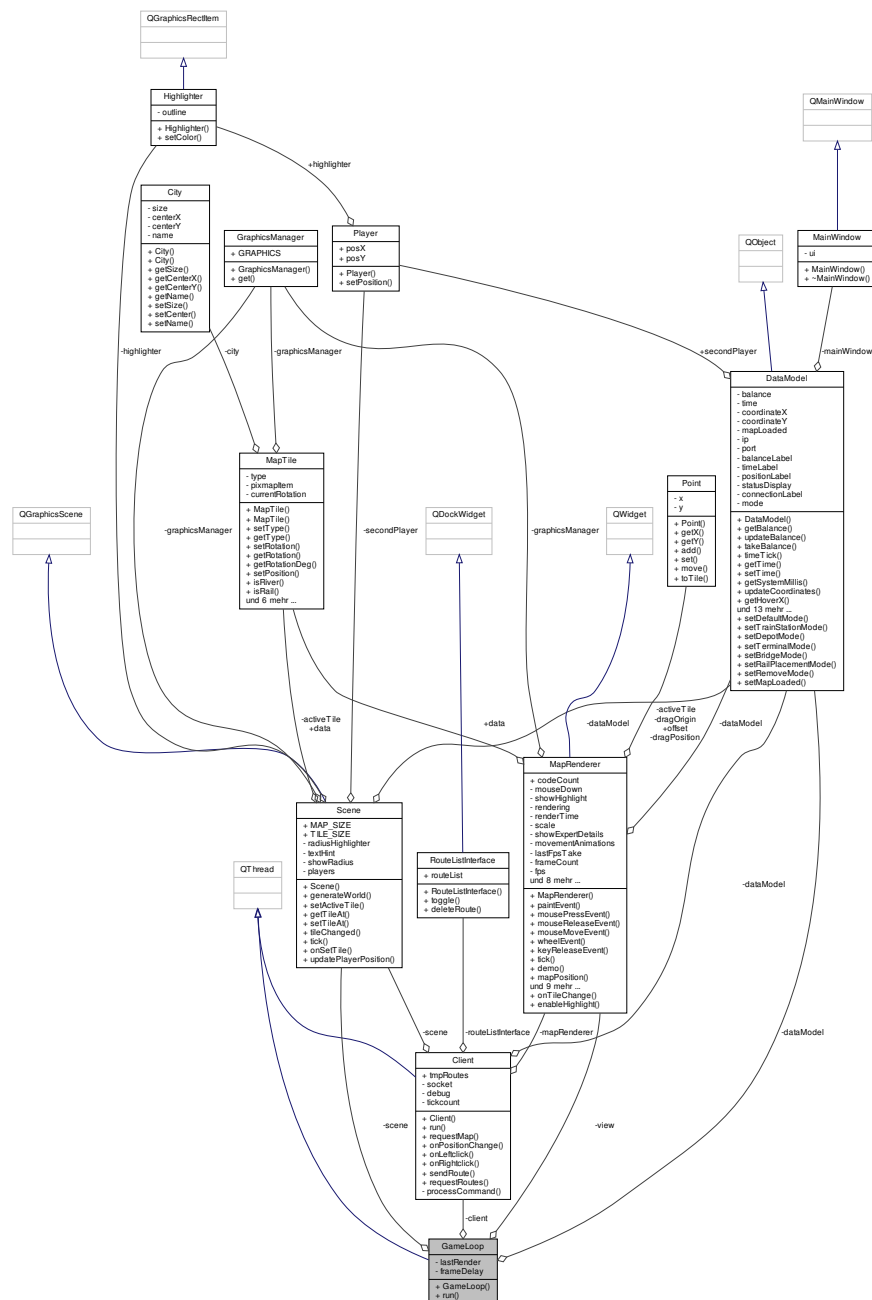 QGraphicsRectItem
Highlighter
- outline
+ Highlighter()
+ setColor()
QMainWindow
+highlighter
City
- size
- centerX
- centerY
- name
+ City()
+ City()
+ getSize()
+ getCenterX()
+ getCenterY()
+ getName()
+ setSize()
+ setCenter()
+ setName()
GraphicsManager
+ GRAPHICS
+ GraphicsManager()
+ get()
Player
+ posX
+ posY
+ Player()
+ setPosition()
QObject
MainWindow
- ui
+ MainWindow()
+ ~MainWindow()
-highlighter
-city
-graphicsManager
+secondPlayer
-mainWindow
DataModel
- balance
- time
- coordinateX
- coordinateY
- mapLoaded
- ip
- port
- balanceLabel
- timeLabel
- positionLabel
- statusDisplay
- connectionLabel
- mode
+ DataModel()
+ getBalance()
+ updateBalance()
+ takeBalance()
+ timeTick()
+ getTime()
+ setTime()
+ getSystemMillis()
+ updateCoordinates()
+ getHoverX()
und 13 mehr ...
+ setDefaultMode()
+ setTrainStationMode()
+ setDepotMode()
+ setTerminalMode()
+ setBridgeMode()
+ setRailPlacementMode()
+ setRemoveMode()
+ setMapLoaded()
MapTile
- type
- pixmapItem
- currentRotation
+ MapTile()
+ MapTile()
+ setType()
+ getType()
+ setRotation()
+ getRotation()
+ getRotationDeg()
+ setPosition()
+ isRiver()
+ isRail()
und 6 mehr ...
Point
- x
- y
+ Point()
+ getX()
+ getY()
+ add()
+ set()
+ move()
+ toTile()
QGraphicsScene
-graphicsManager
-secondPlayer
QDockWidget
-graphicsManager
QWidget
-activeTile
+data
+data
-dataModel
-activeTile
-dragOrigin
+offset
-dragPosition
-dataModel
MapRenderer
+ codeCount
- mouseDown
- showHighlight
- rendering
- renderTime
- scale
- showExpertDetails
- movementAnimations
- lastFpsTake
- frameCount
- fps
und 8 mehr ...
+ MapRenderer()
+ paintEvent()
+ mousePressEvent()
+ mouseReleaseEvent()
+ mouseMoveEvent()
+ wheelEvent()
+ keyReleaseEvent()
+ tick()
+ demo()
+ mapPosition()
und 9 mehr ...
+ onTileChange()
+ enableHighlight()
Scene
+ MAP_SIZE
+ TILE_SIZE
- radiusHighlighter
- textHint
- showRadius
- players
+ Scene()
+ generateWorld()
+ setActiveTile()
+ getTileAt()
+ setTileAt()
+ tileChanged()
+ tick()
+ onSetTile()
+ updatePlayerPosition()
RouteListInterface
+ routeList
+ RouteListInterface()
+ toggle()
+ deleteRoute()
QThread
-dataModel
-scene
-routeListInterface
-mapRenderer
-dataModel
Client
+ tmpRoutes
- socket
- debug
- tickcount
+ Client()
+ run()
+ requestMap()
+ onPositionChange()
+ onLeftclick()
+ onRightclick()
+ sendRoute()
+ requestRoutes()
- processCommand()
-scene
-view
-client
GameLoop
- lastRender
- frameDelay
+ GameLoop()
+ run()